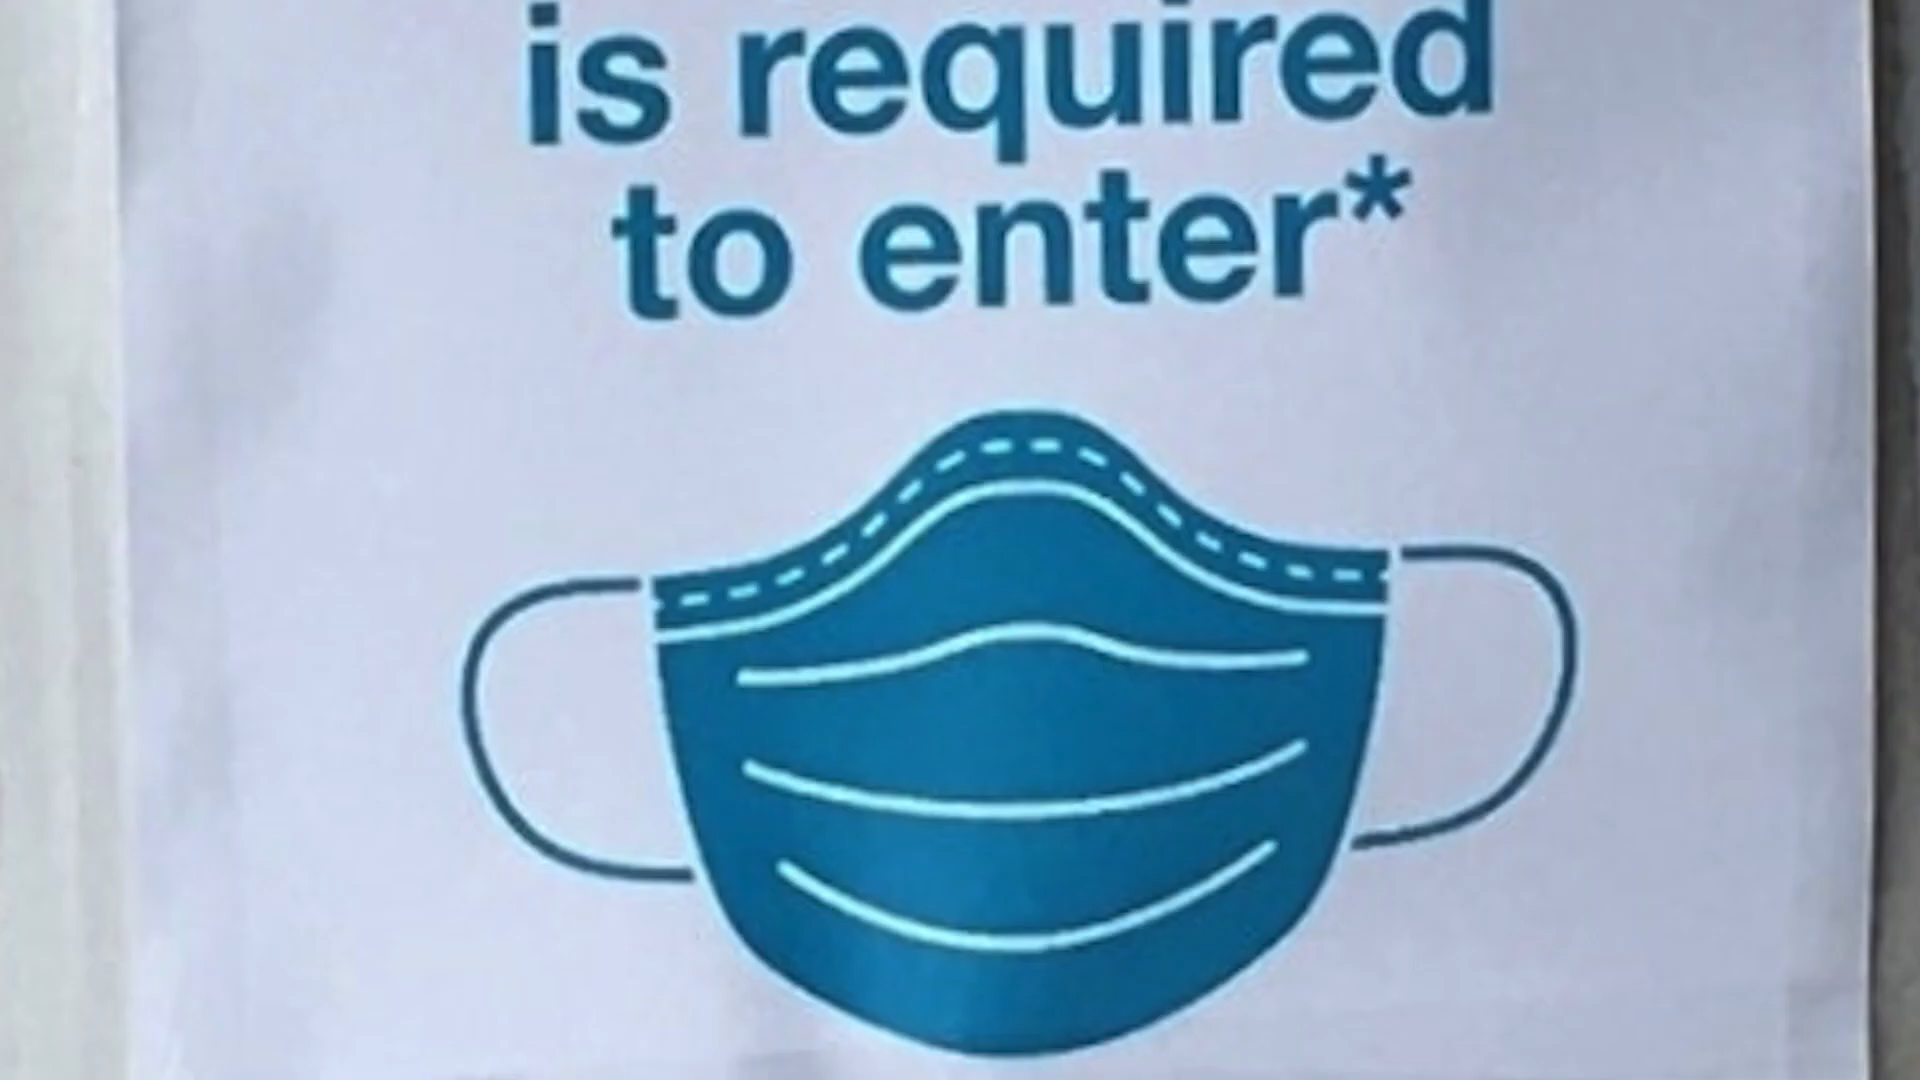 is required
to enter*